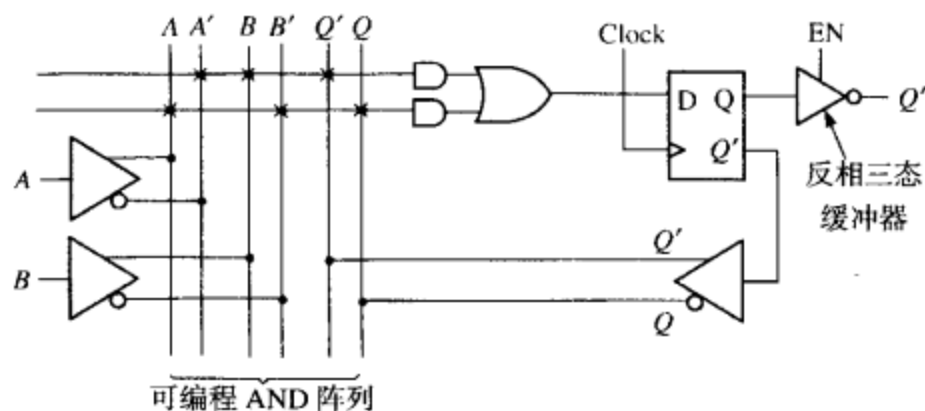 A A′ B B′ Q′ Q
Clock
EN
D Q
Q′
Q′
反相三态
缓冲器
A
B
Q′
Q
可编程 AND 阵列